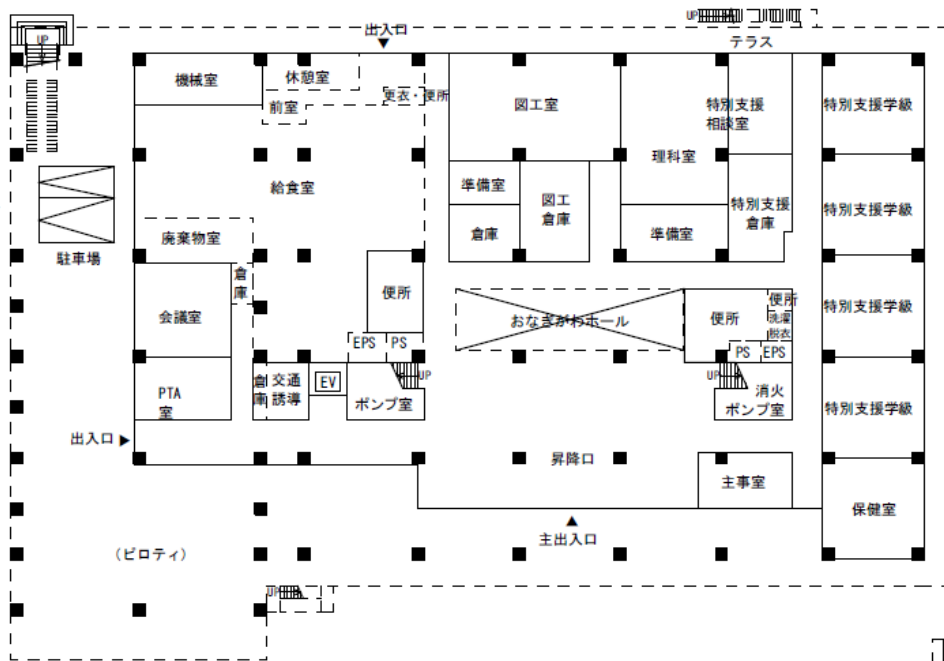 UP
出入口
UP
テラス
UP
機械室
休憩室
更衣・便所
前室
図工室
特別支援
相談室
特別支援学級
理科室
給食室
準備室
図工
倉庫
特別支援
倉庫
特別支援学級
倉庫
準備室
廃棄物室
駐車場
倉庫
便所
会議室
おなぎがわホール
便所
便所
洗濯
脱衣
特別支援学級
EPS
PS
PS
EPS
PTA
室
倉庫
交通
誘導
EV
UP
ポンプ室
UP
消火
ポンプ室
特別支援学級
出入口
昇降口
主事室
保健室
主出入口
(ピロティ)
UP